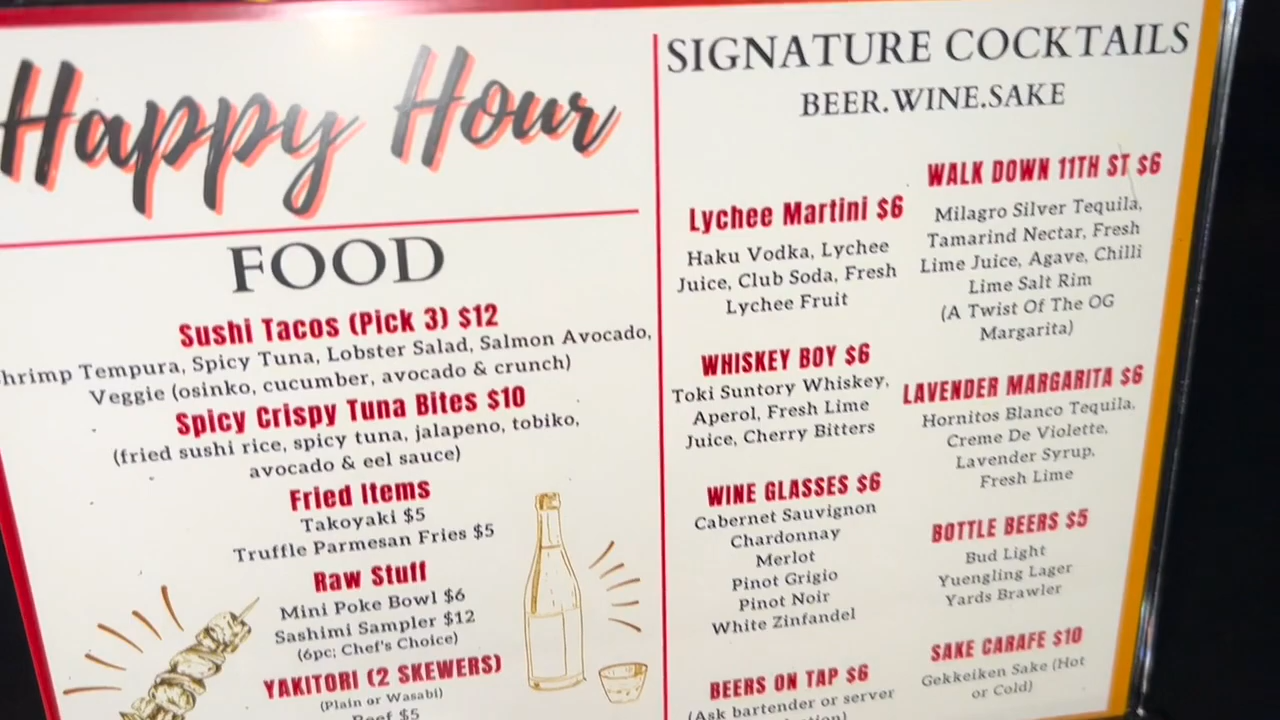 Happy Hour
FOOD
Sushi Tacos (Pick 3) $12
Tempura, Spicy Tuna, Lobster Salad, Salmon Avocado,
Veggie (osinko, cucumber, avocado & crunch)
Spicy Crispy Tuna Bites $10
(fried sushi rice, spicy tuna, jalapeno, tobiko,
avocado & eel sauce)
Fried Items
Takoyaki $5
Truffle Parmesan Fries $5
Raw Stuff
Mini Poke Bowl $6
Sashimi Sampler $12
(6pc; Chef's Choice)
YAKITORI (2 SKEWERS)
(Plain or Wasabi)
Beef $5
SIGNATURE COCKTAILS
BEER.WINE.SAKE
Lychee Martini $6
Haku Vodka, Lychee
Juice, Club Soda, Fresh
Lychee Fruit
WHISKEY BOY $6
Toki Suntory Whiskey,
Aperol, Fresh Lime
Juice, Cherry Bitters
WINE GLASSES $6
Cabernet Sauvignon
Chardonnay
Merlot
Pinot Grigio
Pinot Noir
White Zinfandel
BEERS ON TAP $6
(Ask bartender or server
WALK DOWN 11TH ST $6
Milagro Silver Tequila,
Tamarind Nectar, Fresh
Lime Juice, Agave, Chilli
Lime Salt Rim
(A Twist Of The OG
Margarita)
LAVENDER MARGARITA $6
Hornitos Blanco Tequila,
Creme De Violette,
Lavender Syrup,
Fresh Lime
BOTTLE BEERS $5
Bud Light
Yuengling Lager
Yards Brawler
SAKE CARAFE $10
Gekkeiken Sake (Hot
or Cold)